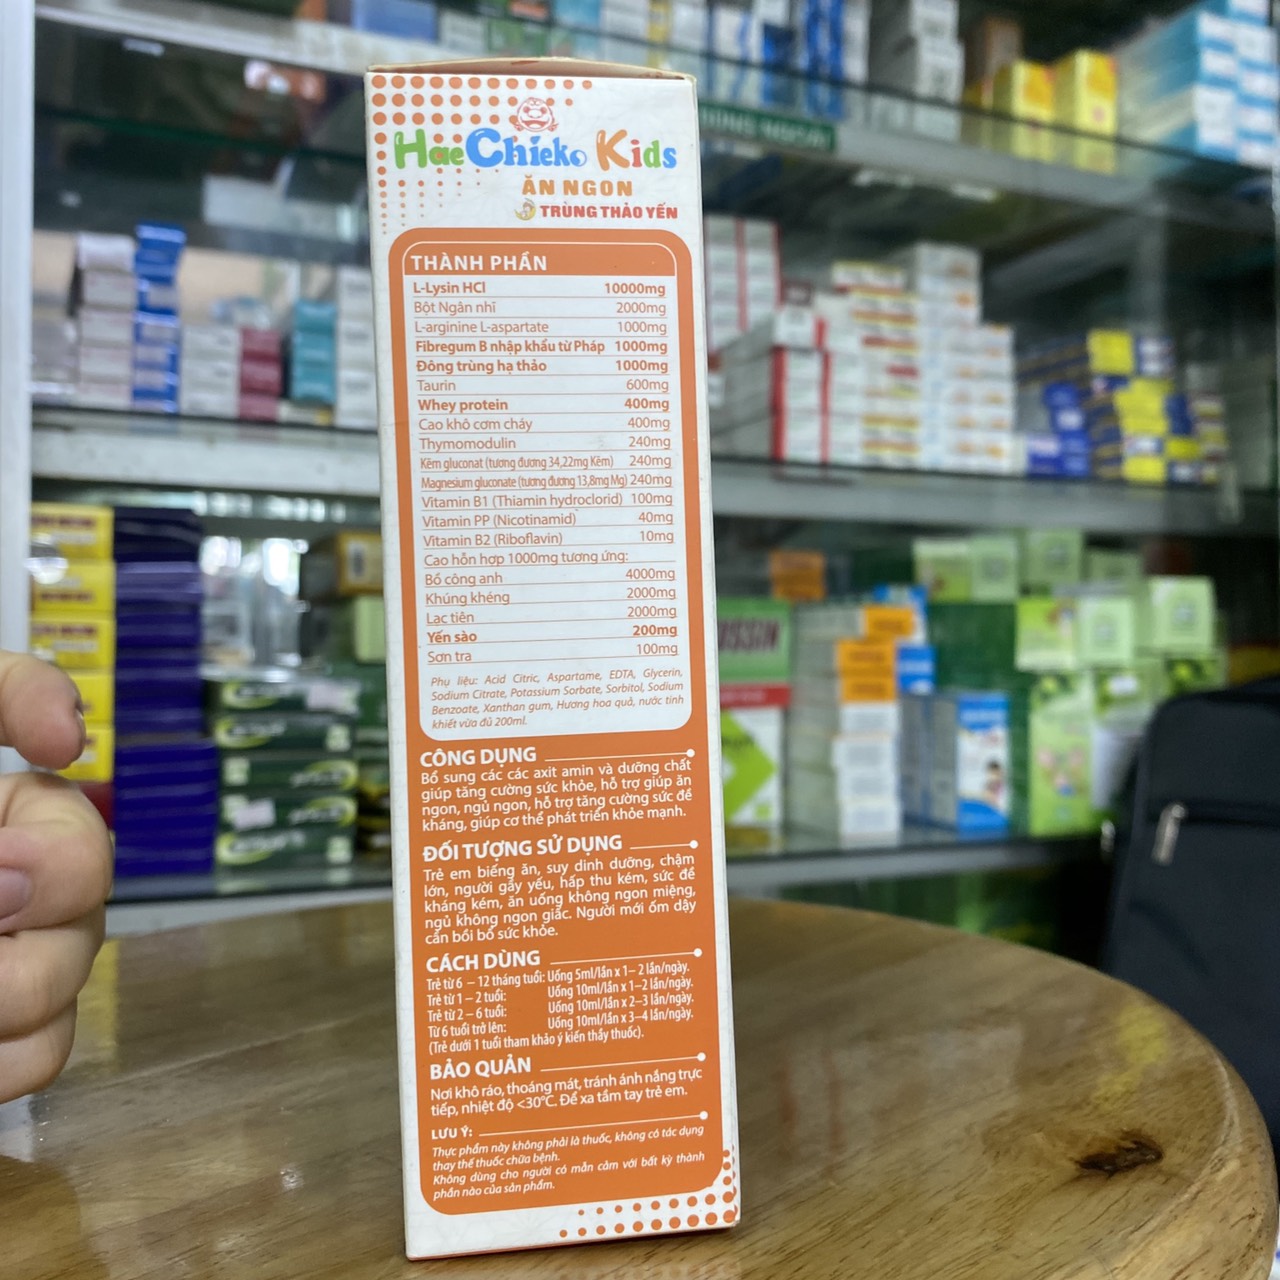 HaeChieko Kids
ĂN NGON
TRÙNG THẢO YẾN
THÀNH PHẦN
L-Lysin HCl 10000mg
Bột Ngân nhĩ 2000mg
L-arginine L-aspartate 1000mg
Fibregum B nhập khẩu từ Pháp 1000mg
Đông trùng hạ thảo 1000mg
Taurin 600mg
Whey protein 400mg
Cao khô cơm cháy 400mg
Thymomodulin 240mg
Kẽm gluconat (tương đương 34,22mg Kẽm) 240mg
Magnesium gluconate (tương đương 13,8mg Mg) 240mg
Vitamin B1 (Thiamin hydroclorid) 100mg
Vitamin PP (Nicotinamid) 40mg
Vitamin B2 (Riboflavin) 10mg
Cao hỗn hợp 1000mg tương ứng:
Bồ công anh 4000mg
Khúng khéng 2000mg
Lạc tiên 2000mg
Yến sào 200mg
Sơn tra 100mg
Phụ liệu: Acid Citric, Aspartame, EDTA, Glycerin,
Sodium Citrate, Potassium Sorbate, Sorbitol, Sodium
Benzoate, Xanthan gum, Hương hoa quả, nước tinh
khiết vừa đủ 200ml.
CÔNG DỤNG
Bổ sung các các axit amin và dưỡng chất
giúp tăng cường sức khỏe, hỗ trợ giúp ăn
ngon, ngủ ngon, hỗ trợ tăng cường sức đề
kháng, giúp cơ thể phát triển khỏe mạnh.
ĐỐI TƯỢNG SỬ DỤNG
Trẻ em biếng ăn, suy dinh dưỡng, chậm
lớn, người gầy yếu, hấp thu kém, sức đề
kháng kém, ăn uống không ngon miệng,
ngủ không ngon giấc. Người mới ốm dậy
cần bồi bổ sức khỏe.
CÁCH DÙNG
Trẻ từ 6 – 12 tháng tuổi: Uống 5ml/lần x 1– 2 lần/ngày.
Trẻ từ 1 – 2 tuổi: Uống 10ml/lần x 1–2 lần/ngày.
Trẻ từ 2 – 6 tuổi: Uống 10ml/lần x 2–3 lần/ngày.
Từ 6 tuổi trở lên: Uống 10ml/lần x 3–4 lần/ngày.
(Trẻ dưới 1 tuổi tham khảo ý kiến thầy thuốc).
BẢO QUẢN
Nơi khô ráo, thoáng mát, tránh ánh nắng trực
tiếp, nhiệt độ <30°C. Để xa tầm tay trẻ em.
LƯU Ý:
Thực phẩm này không phải là thuốc, không có tác dụng
thay thế thuốc chữa bệnh.
Không dùng cho người có mẫn cảm với bất kỳ thành
phần nào của sản phẩm.